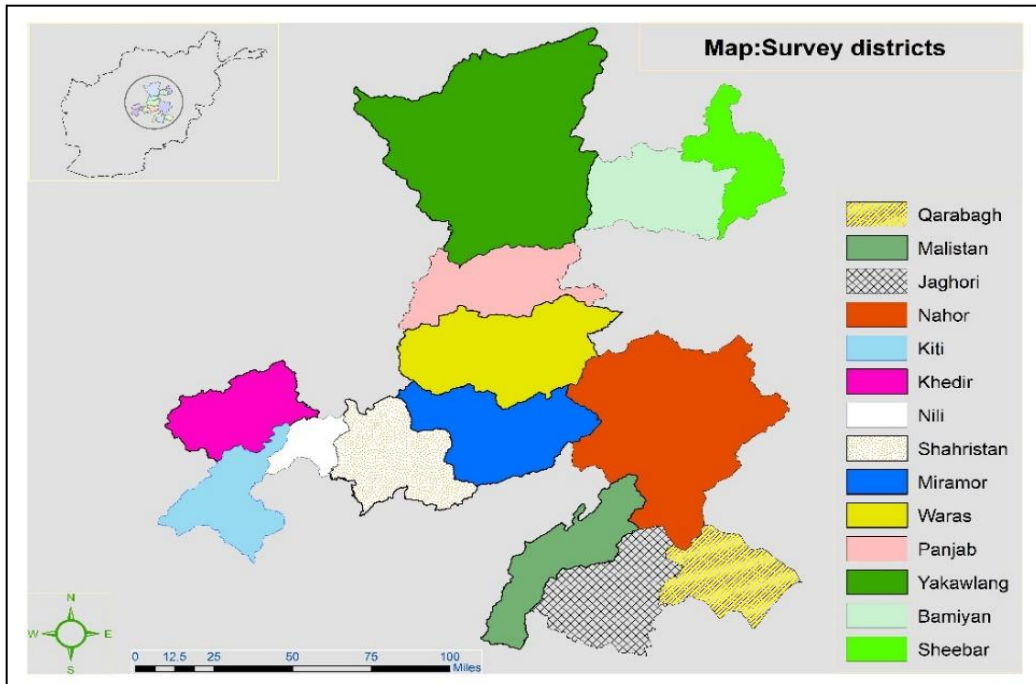 Map:Survey districts
Qarabagh
Malistan
Jaghori
Nahor
Kiti
Khedir
Nili
Shahristan
Miramor
Waras
Panjab
Yakawlang
Bamiyan
Sheebar
N
W E
S
0 12.5 25 50 75 100
Miles